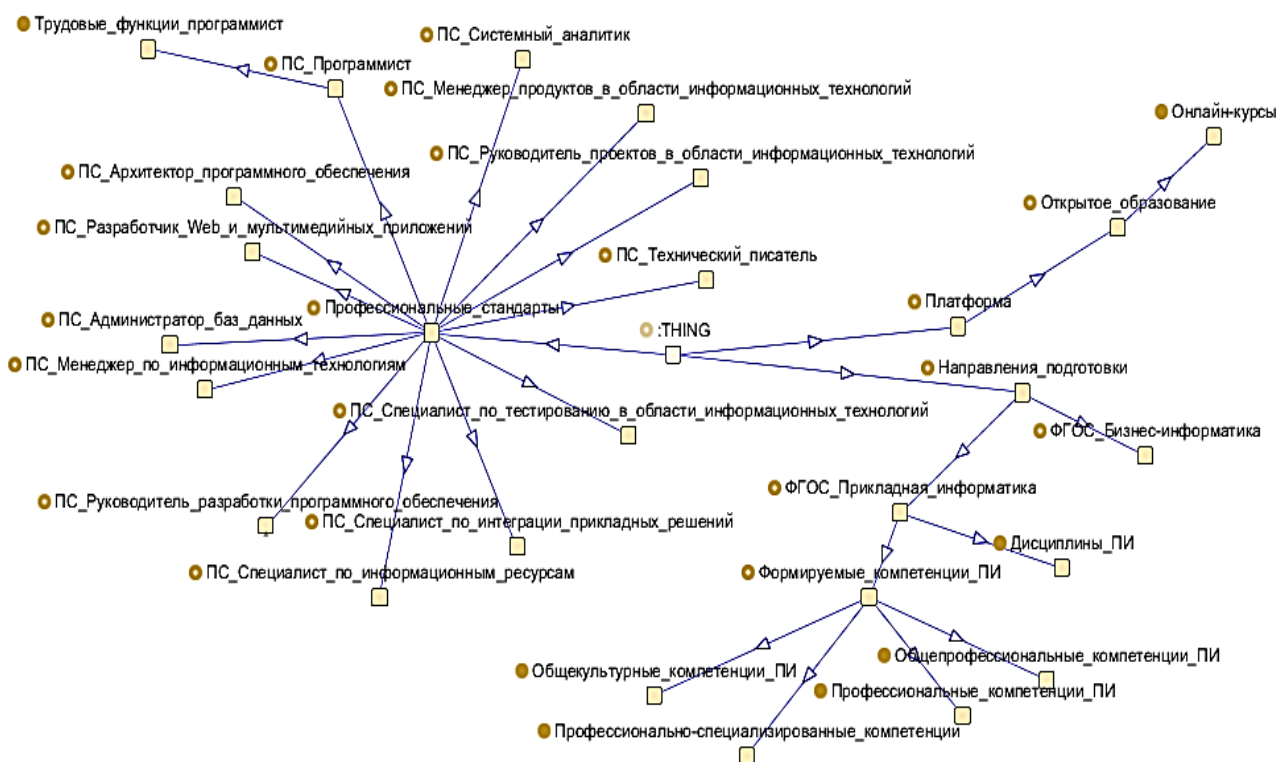 Трудовые_функции_программист
ПС_Системный_аналитик
ПС_Программист
ПС_Менеджер_продуктов_в_области_информационных_технологий
Онлайн-курсы
ПС_Руководитель_проектов_в_области_информационных_технологий
ПС_Архитектор_программного_обеспечения
Открытое_образование
ПС_Разработчик_Web_и_мультимедийных_приложений
ПС_Технический_писатель
Профессиональные_стандарты
Платформа
ПС_Администратор_баз_данных
:THING
ПС_Менеджер_по_информационным_технологиям
Направления_подготовки
ПС_Специалист_по_тестированию_в_области_информационных_технологий
ФГОС_Бизнес-информатика
ФГОС_Прикладная_информатика
ПС_Руководитель_разработки_программного_обеспечения
ПС_Специалист_по_интеграции_прикладных_решений
Дисциплины_ПИ
ПС_Специалист_по_информационным_ресурсам
Формируемые_компетенции_ПИ
Общепрофессиональные_компетенции_ПИ
Общекультурные_компетенции_ПИ
Профессиональные_компетенции_ПИ
Профессионально-специализированные_компетенции